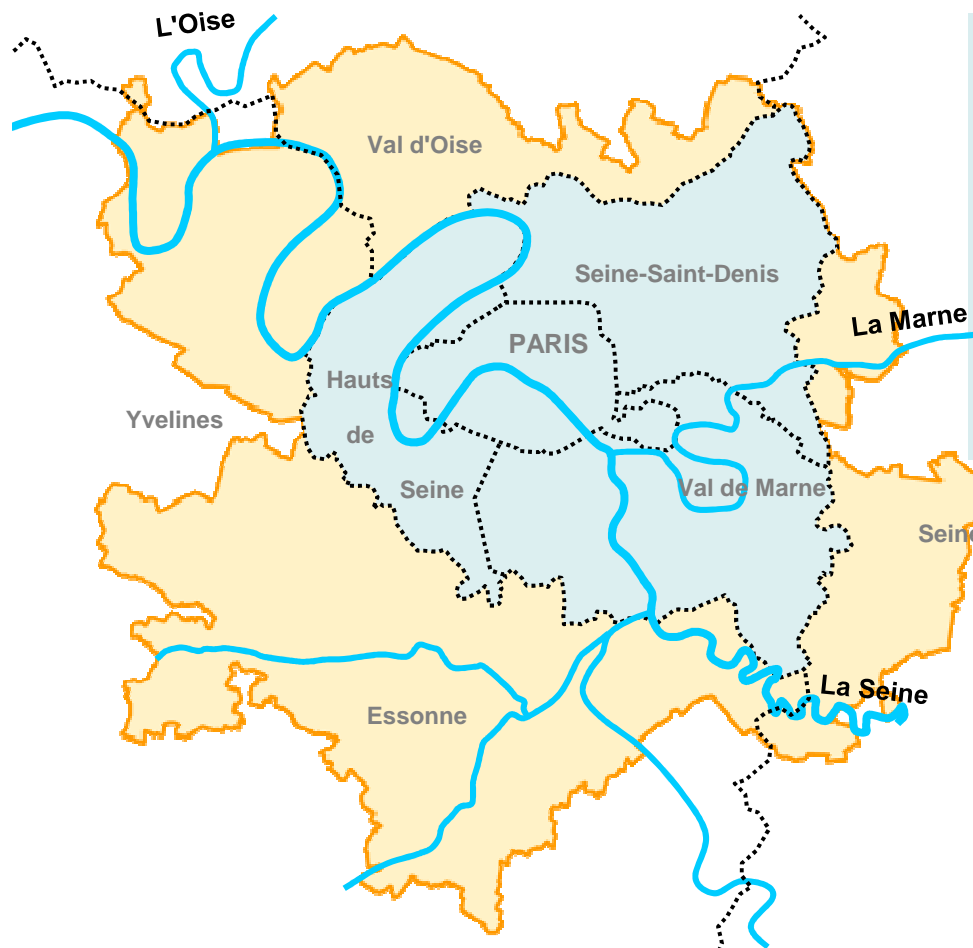 L'Oise
Val d'Oise
Seine-Saint-Denis
La Marne
PARIS
Hauts
de
Seine
Yvelines
Val de Marne
Seine
La Seine
Essonne